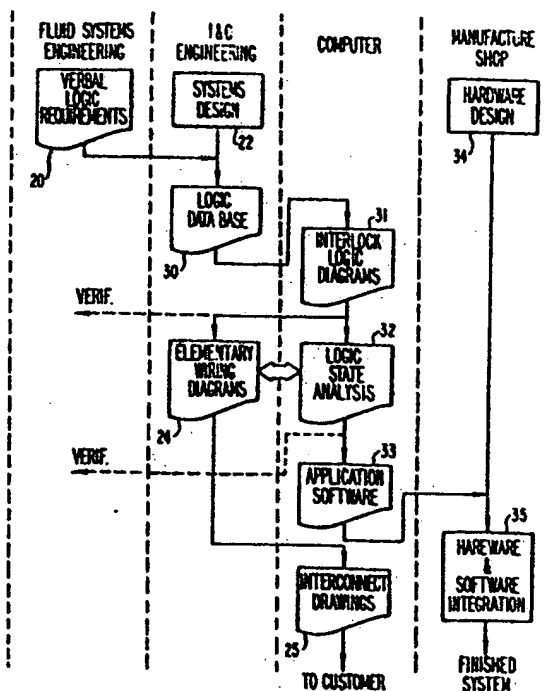 FLUID SYSTEMS
ENGINEERING
I&C
ENGINEERING
COMPUTER
MANUFACTURE
SHOP
VERBAL
LOGIC
REQUIREMENTS
20
SYSTEMS
DESIGN
22
HARDWARE
DESIGN
34
LOGIC
DATA BASE
30
31
INTERLOCK
LOGIC
DIAGRAMS
VERIF.
ELEMENTARY
WIRING
DIAGRAMS
24
32
LOGIC
STATE
ANALYSIS
VERIF.
33
APPLICATION
SOFTWARE
35
HAREWARE
&
SOFTWARE
INTEGRATION
INTERCONNECT
DRAWINGS
25
TO CUSTOMER
FINISHED
SYSTEM